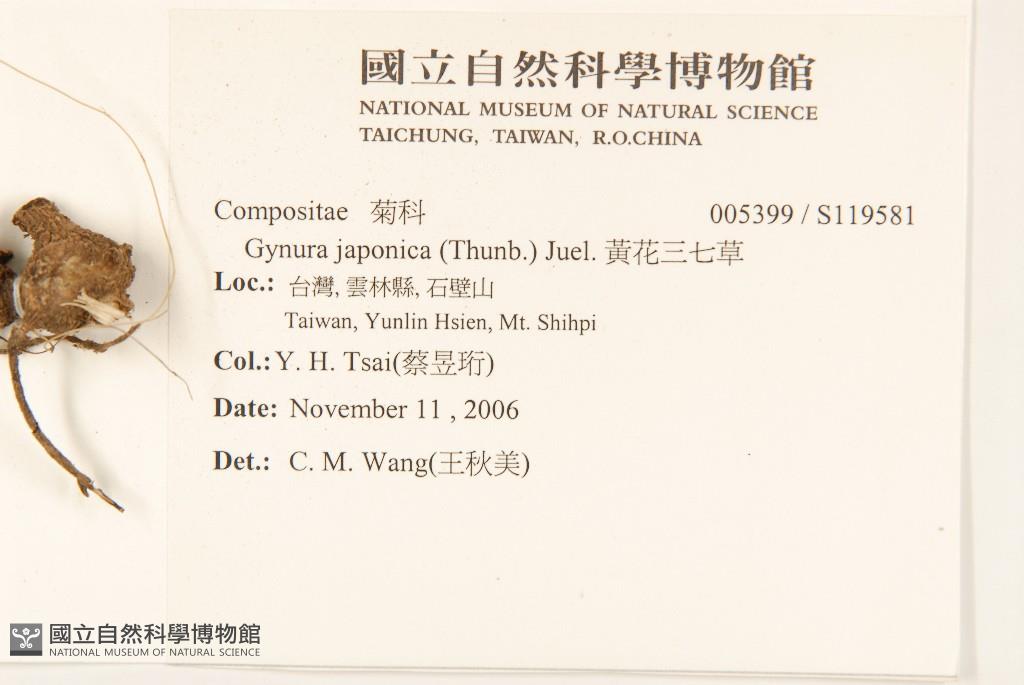 國立自然科學博物館
NATIONAL MUSEUM OF NATURAL SCIENCE
TAICHUNG, TAIWAN, R.O.CHINA
Compositae 菊科 005399 / S119581
Gynura japonica (Thunb.) Juel. 黃花三七草
Loc.: 台灣, 雲林縣, 石壁山
Taiwan, Yunlin Hsien, Mt. Shihpi
Col.: Y. H. Tsai(蔡昱珩)
Date: November 11 , 2006
Det.: C. M. Wang(王秋美)
國立自然科學博物館
NATIONAL MUSEUM OF NATURAL SCIENCE